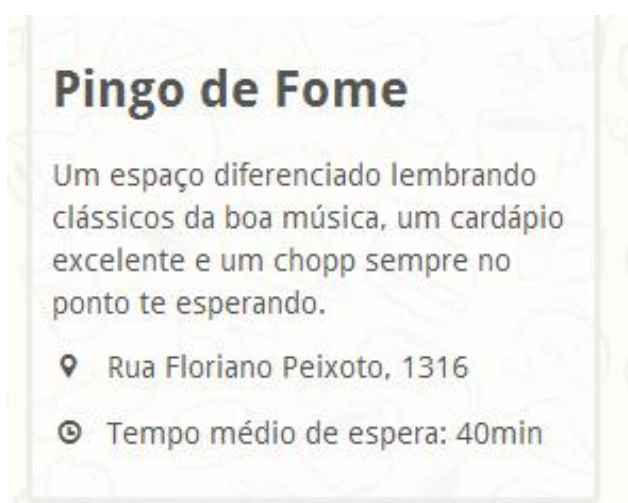 Pingo de Fome
Um espaço diferenciado lembrando
clássicos da boa música, um cardápio
excelente e um chopp sempre no
ponto te esperando.
Rua Floriano Peixoto, 1316
Tempo médio de espera: 40min